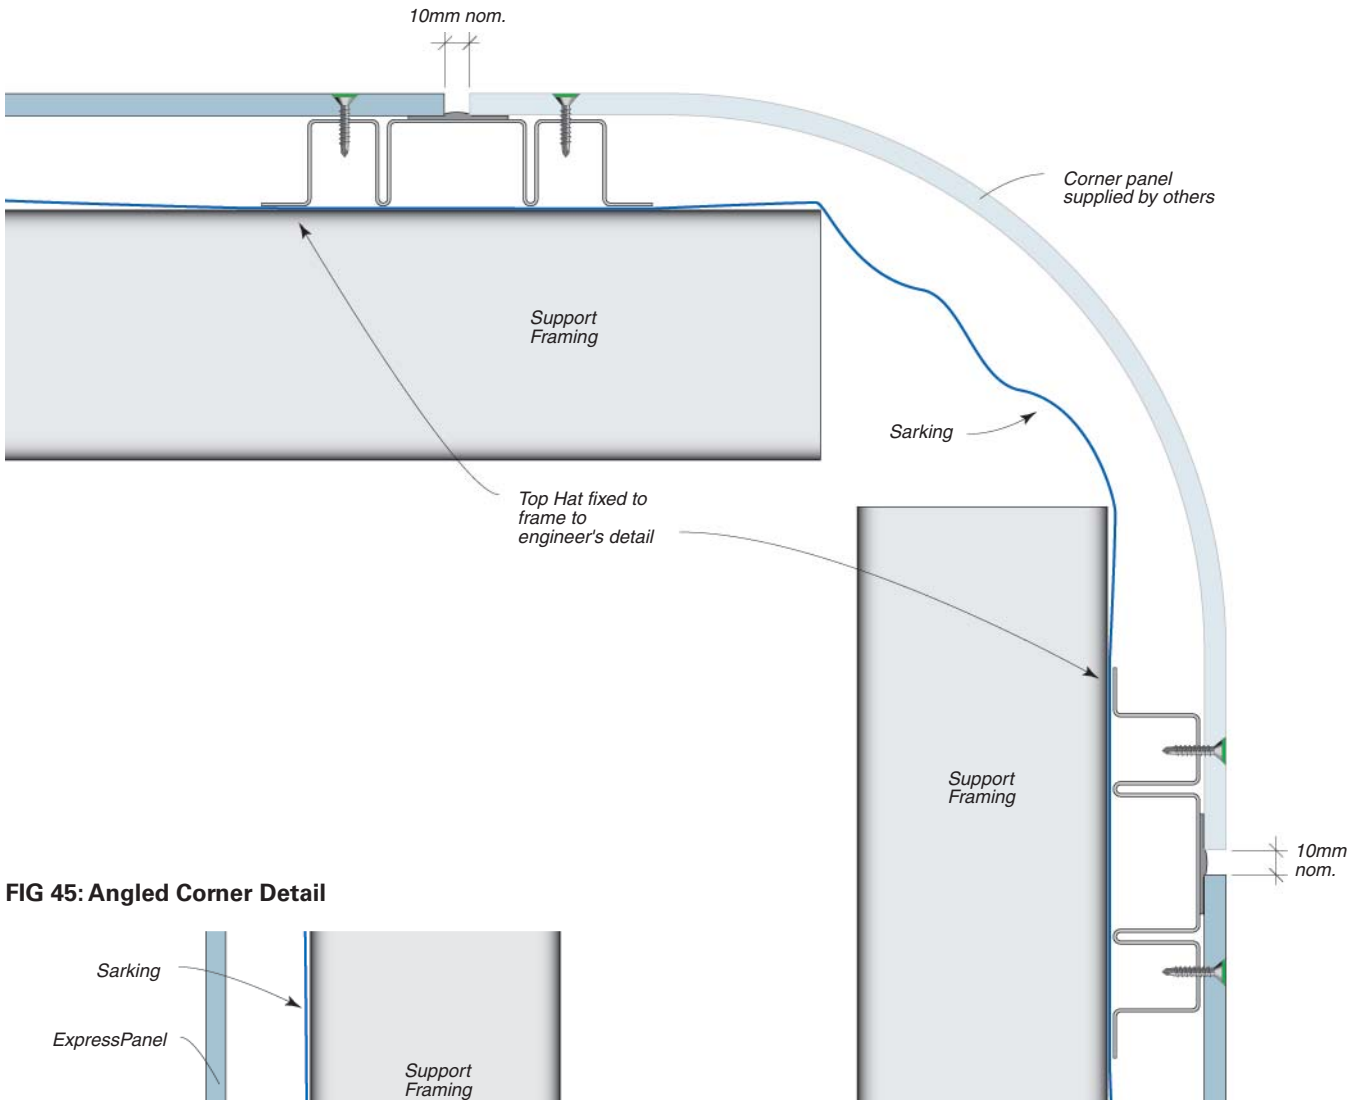 10mm nom.
Corner panel
supplied by others
Support
Framing
Sarking
Top Hat fixed to
frame to
engineer's detail
Support
Framing
10mm
nom.
FIG 45: Angled Corner Detail
Sarking
ExpressPanel
Support
Framing